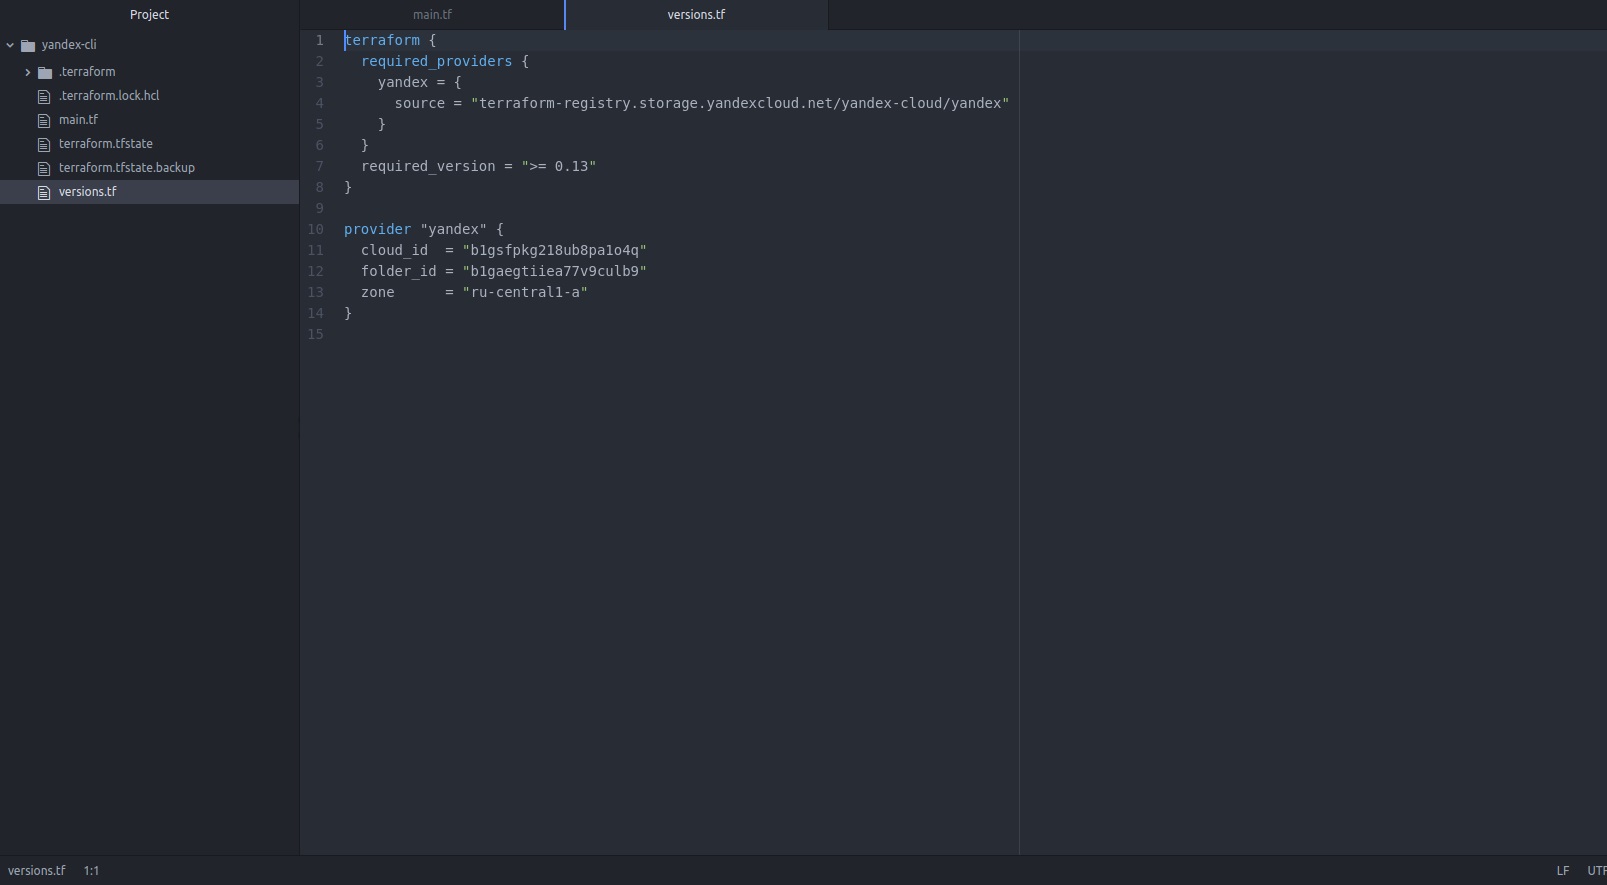 Project
yandex-cli
.terraform
.terraform.lock.hcl
main.tf
terraform.tfstate
terraform.tfstate.backup
versions.tf
main.tf
versions.tf
1 terraform {
2   required_providers {
3     yandex = {
4       source = "terraform-registry.storage.yandexcloud.net/yandex-cloud/yandex"
5     }
6   }
7   required_version = ">= 0.13"
8 }
9
10 provider "yandex" {
11   cloud_id  = "b1gsfpkg218ub8pa1o4q"
12   folder_id = "b1gaegtiiea77v9culb9"
13   zone      = "ru-central1-a"
14 }
15
versions.tf 1:1
LF UTF